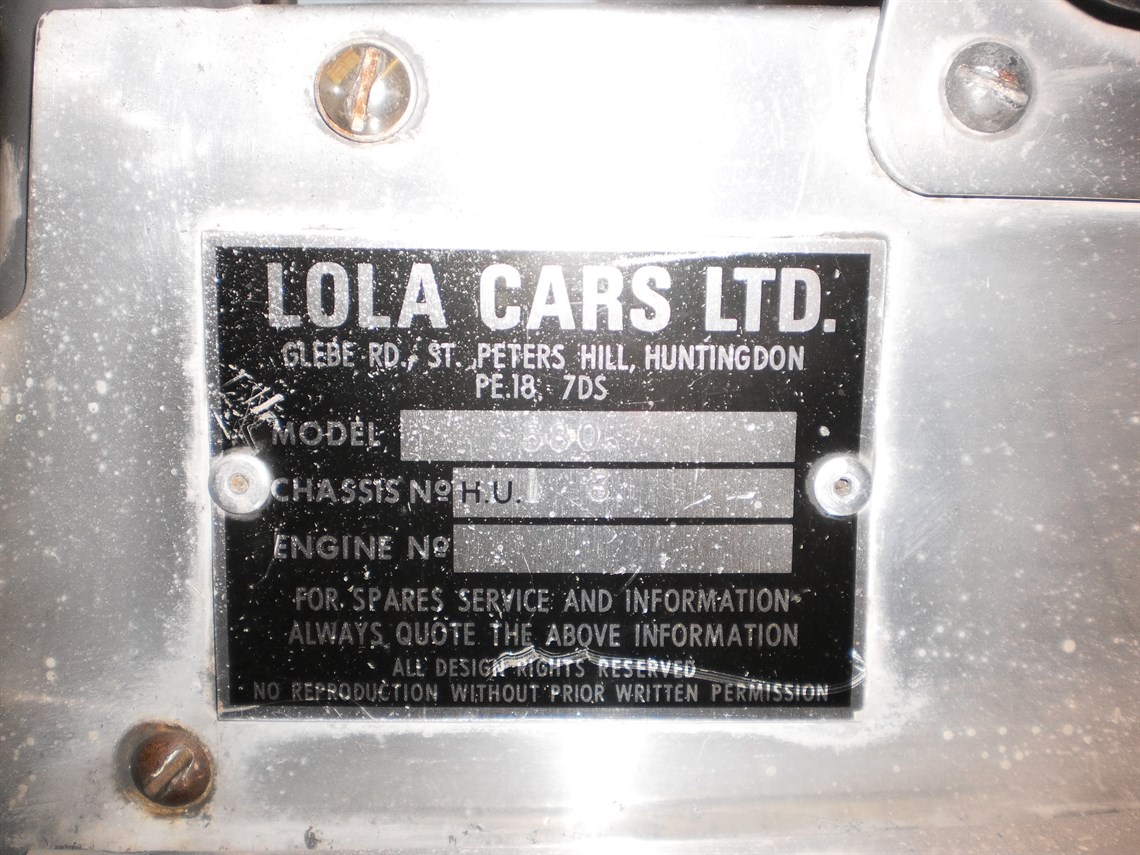 LOLA CARS LTD.
GLEBE RD., ST. PETERS HILL, HUNTINGDON
PE.18. 7DS
MODEL
CHASSIS Nº H.U. 
ENGINE Nº
FOR SPARES SERVICE AND INFORMATION
ALWAYS QUOTE THE ABOVE INFORMATION
ALL DESIGN RIGHTS RESERVED
NO REPRODUCTION WITHOUT PRIOR WRITTEN PERMISSION